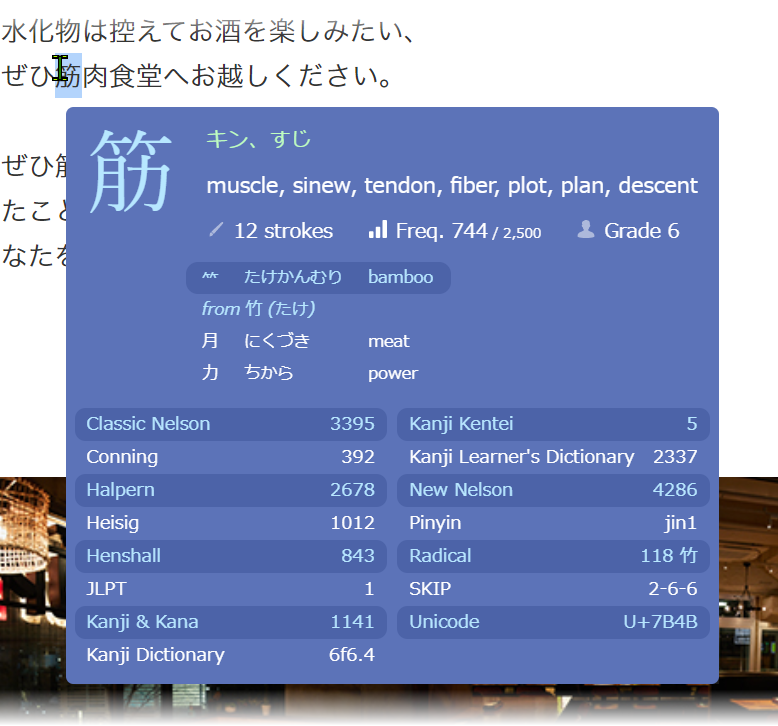 水化物は控えてお酒を楽しみたい、
ぜひ筋肉食堂へお越しください。
ぜひ筋
たこと
なたを
筋
キン、すじ
muscle, sinew, tendon, fiber, plot, plan, descent
12 strokes Freq. 744 / 2,500 Grade 6
⺮ たけかんむり bamboo
from 竹 (たけ)
月 にくづき meat
力 ちから power
Classic Nelson 3395 Kanji Kentei 5
Conning 392 Kanji Learner's Dictionary 2337
Halpern 2678 New Nelson 4286
Heisig 1012 Pinyin jin1
Henshall 843 Radical 118 竹
JLPT 1 SKIP 2-6-6
Kanji & Kana 1141 Unicode U+7B4B
Kanji Dictionary 6f6.4